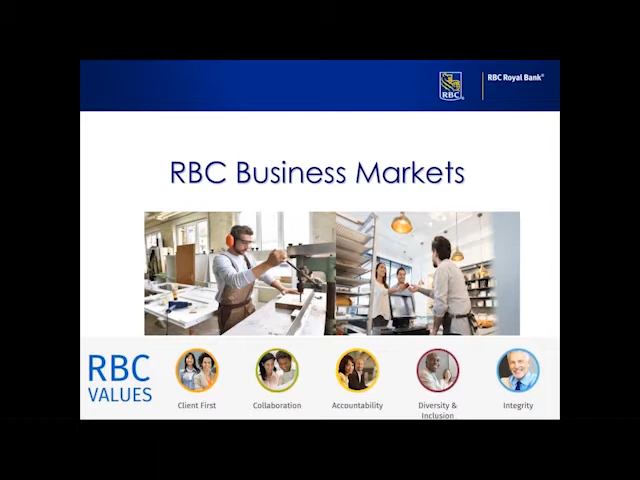 RBC
RBC Royal Bank®
RBC Business Markets
RBC
VALUES
Client First
Collaboration
Accountability
Diversity &
Inclusion
Integrity